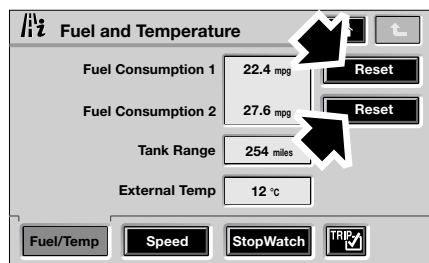 i Fuel and Temperature
Fuel Consumption 1 22.4 mpg Reset
Fuel Consumption 2 27.6 mpg Reset
Tank Range 254 miles
External Temp 12 °C
Fuel/Temp Speed StopWatch TRIP